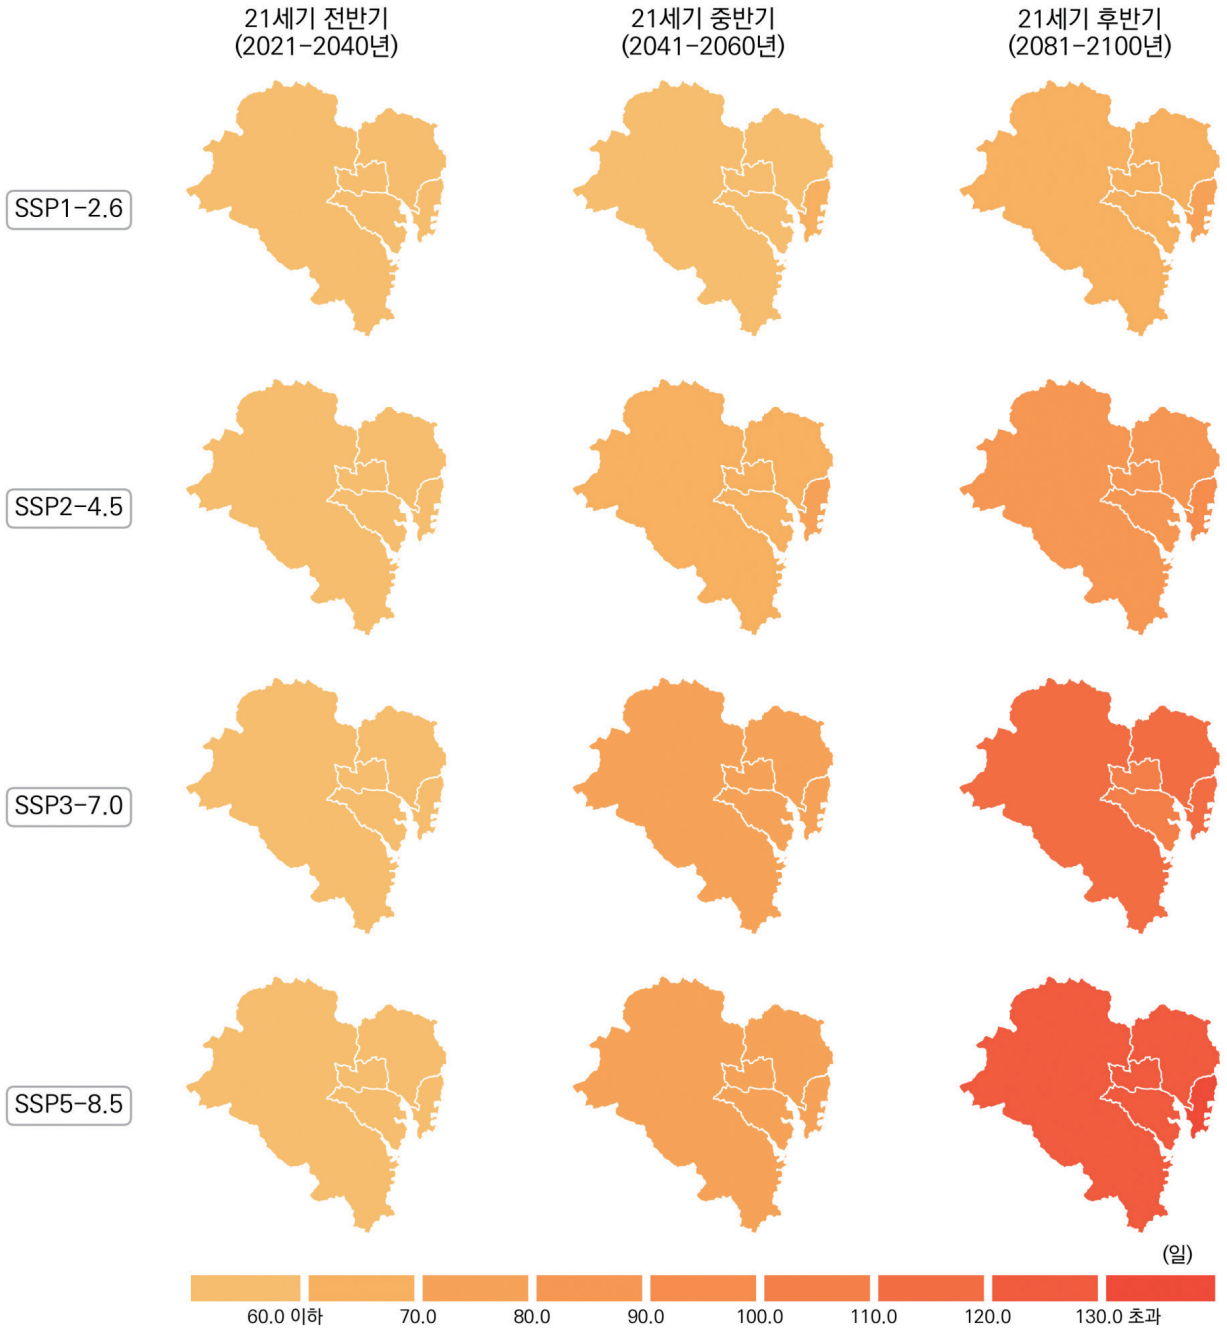 21세기 전반기
(2021-2040년)
21세기 중반기
(2041-2060년)
21세기 후반기
(2081-2100년)
SSP1-2.6
SSP2-4.5
SSP3-7.0
SSP5-8.5
(일)
60.0 이하 70.0 80.0 90.0 100.0 110.0 120.0 130.0 초과